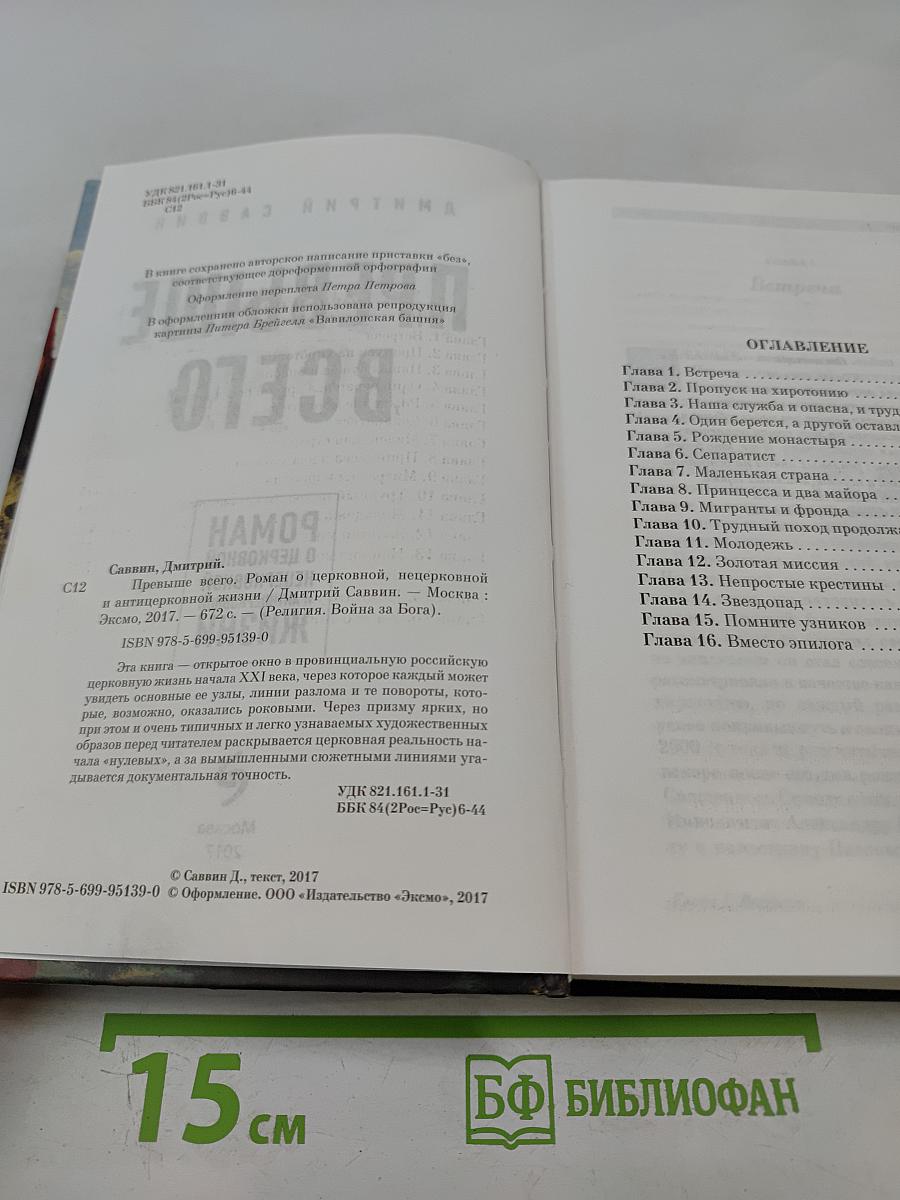 УДК 821.161.1-31
ББК 84(2Рос=Рус)6-44
С12
В книге сохранено авторское написание приставки «без»,
соответствующее дореформенной орфографии
Оформление переплета Петра Петрова
В оформлении обложки использована репродукция
картины Питера Брейгеля «Вавилонская башня»
Саввин, Дмитрий.
С12
Превыше всего. Роман о церковной, нецерковной
и антицерковной жизни / Дмитрий Саввин. — Москва :
Эксмо, 2017. — 672 с. — (Религия. Война за Бога).
ISBN 978-5-699-95139-0
Эта книга — открытое окно в провинциальную российскую
церковную жизнь начала XXI века, через которое каждый может
увидеть основные ее узлы, линии разлома и те повороты, кото-
рые, возможно, оказались роковыми. Через призму ярких, но
при этом и очень типичных и легко узнаваемых художественных
образов перед читателем раскрывается церковная реальность на-
чала «нулевых», а за вымышленными сюжетными линиями уга-
дывается документальная точность.
УДК 821.161.1-31
ББК 84(2Рос=Рус)6-44
© Саввин Д., текст, 2017
ISBN 978-5-699-95139-0 © Оформление. ООО «Издательство «Эксмо», 2017
ОГЛАВЛЕНИЕ
Глава 1. Встреча
Глава 2. Пропуск на хиротонию
Глава 3. Наша служба и опасна, и труд
Глава 4. Один берется, а другой оставл
Глава 5. Рождение монастыря
Глава 6. Сепаратист
Глава 7. Маленькая страна
Глава 8. Принцесса и два майора
Глава 9. Мигранты и фронда
Глава 10. Трудный поход продолжа
Глава 11. Молодежь
Глава 12. Золотая миссия
Глава 13. Непростые крестины
Глава 14. Звездопад
Глава 15. Помните узников
Глава 16. Вместо эпилога
15 см
БФ БИБЛИОФАН